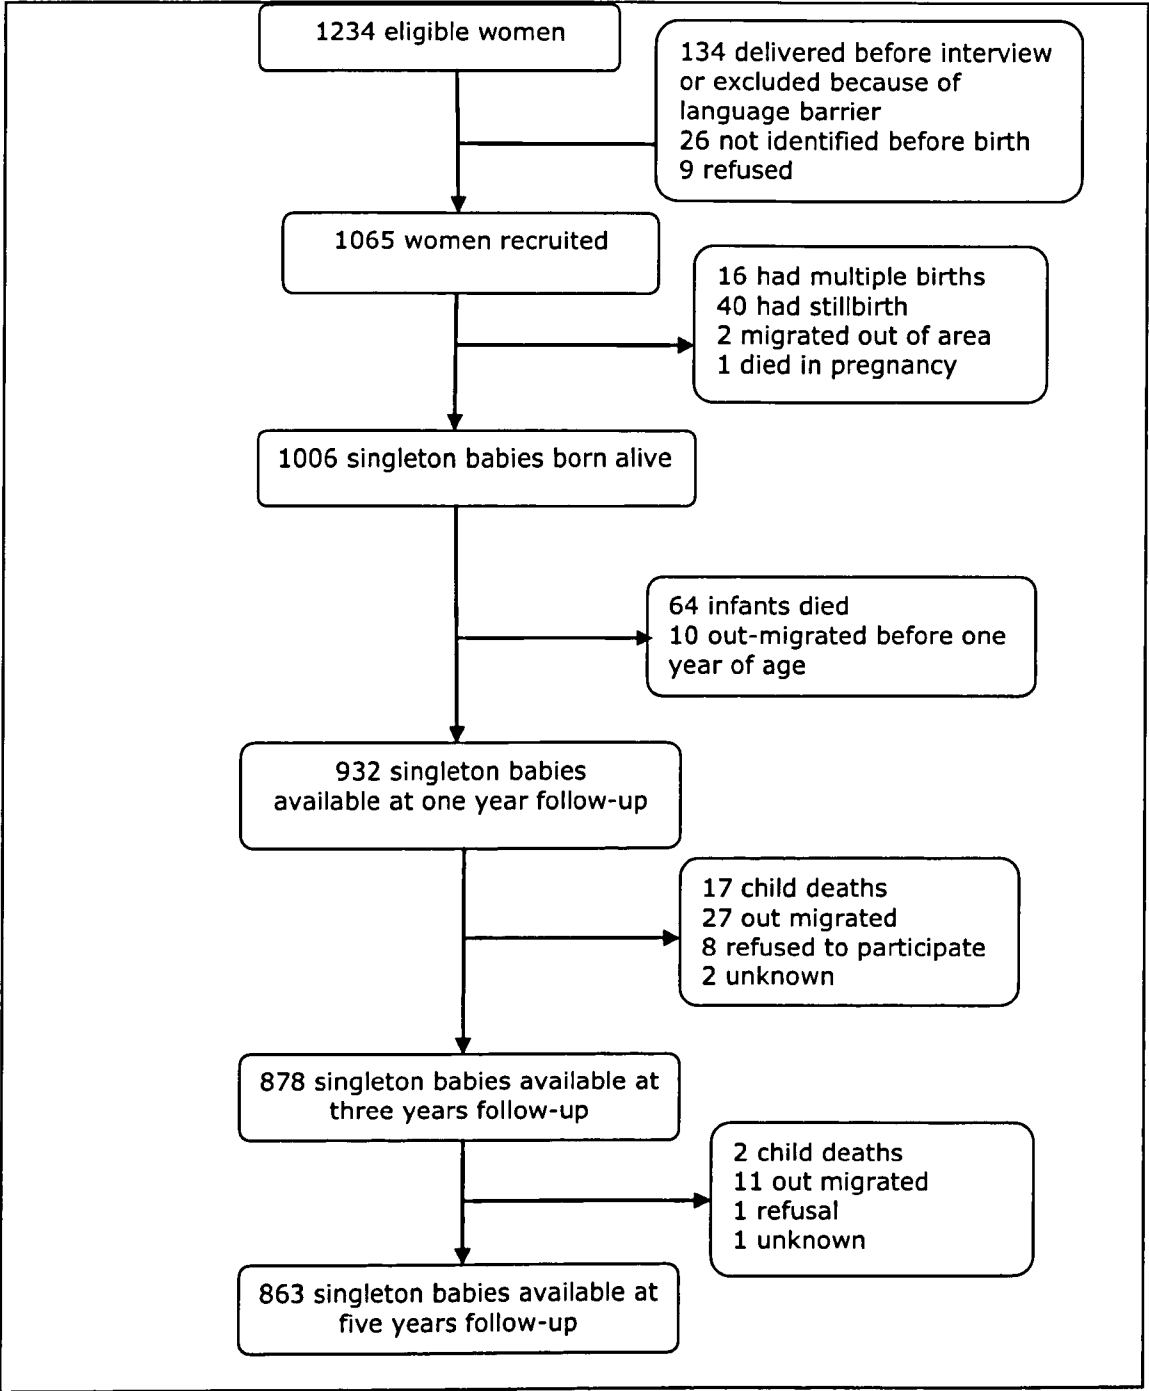 1234 eligible women
134 delivered before interview
or excluded because of
language barrier
26 not identified before birth
9 refused
1065 women recruited
16 had multiple births
40 had stillbirth
2 migrated out of area
1 died in pregnancy
1006 singleton babies born alive
64 infants died
10 out-migrated before one
year of age
932 singleton babies
available at one year follow-up
17 child deaths
27 out migrated
8 refused to participate
2 unknown
878 singleton babies available at
three years follow-up
2 child deaths
11 out migrated
1 refusal
1 unknown
863 singleton babies available at
five years follow-up